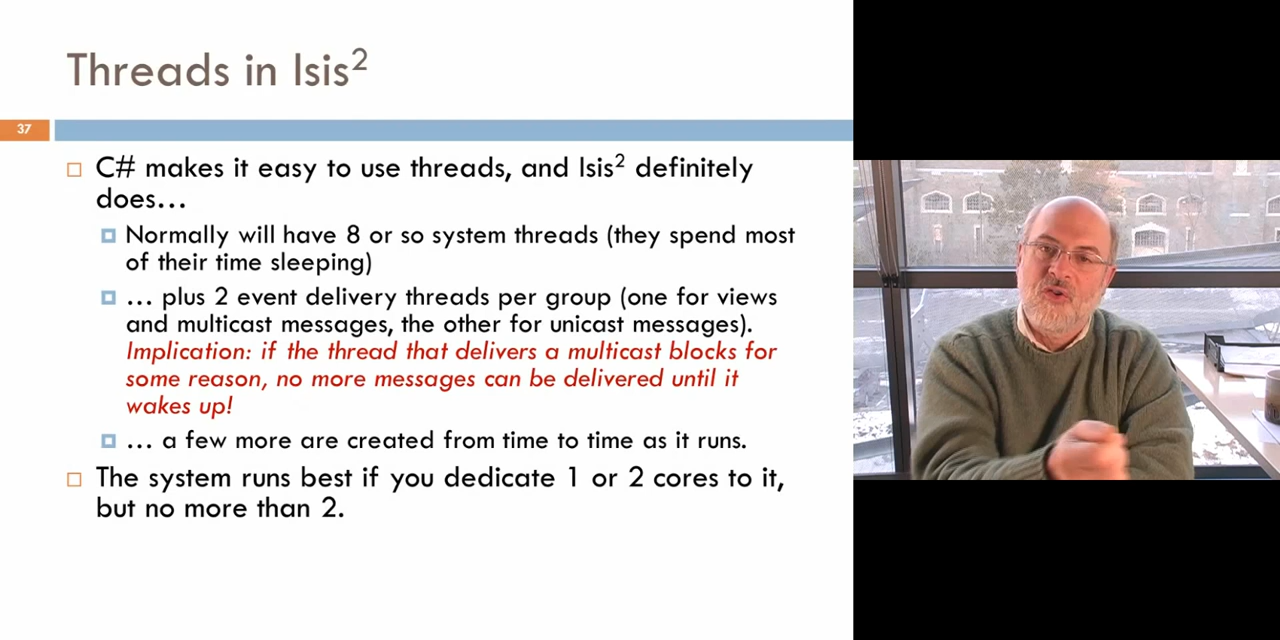 Threads in Isis²
37
C# makes it easy to use threads, and Isis² definitely
does…
Normally will have 8 or so system threads (they spend most
of their time sleeping)
… plus 2 event delivery threads per group (one for views
and multicast messages, the other for unicast messages).
Implication: if the thread that delivers a multicast blocks for
some reason, no more messages can be delivered until it
wakes up!
… a few more are created from time to time as it runs.
The system runs best if you dedicate 1 or 2 cores to it,
but no more than 2.